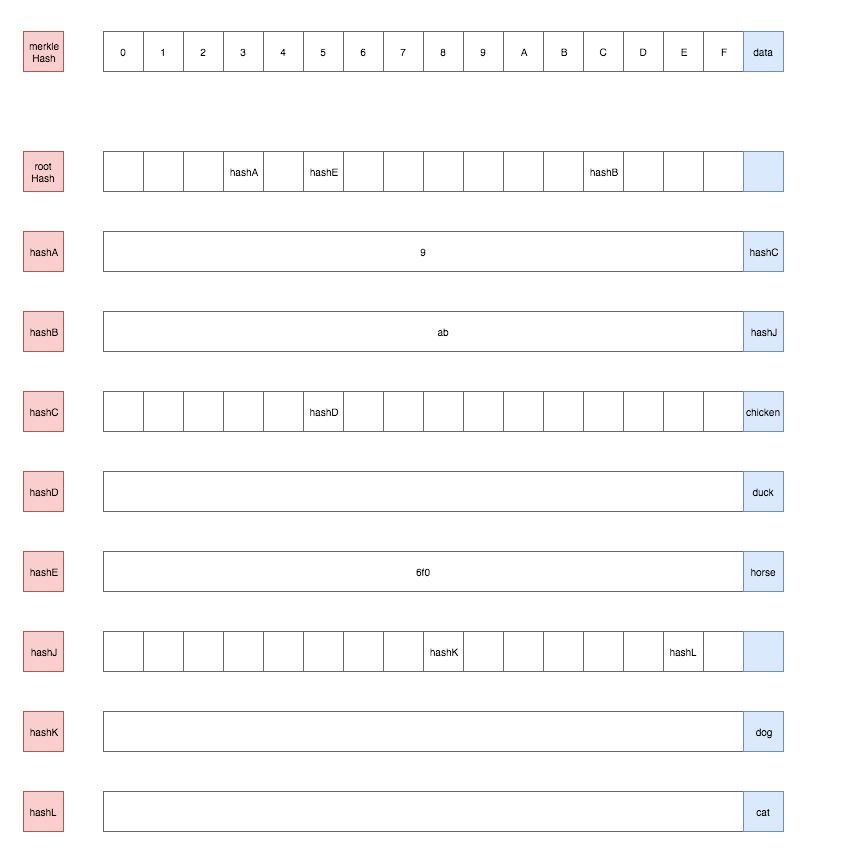 merkle
Hash
0 1 2 3 4 5 6 7 8 9 A B C D E F data
root
Hash
hashA hashE hashB
hashA 9 hashC
hashB ab hashJ
hashC hashD chicken
hashD duck
hashE 6f0 horse
hashJ hashK hashL
hashK dog
hashL cat